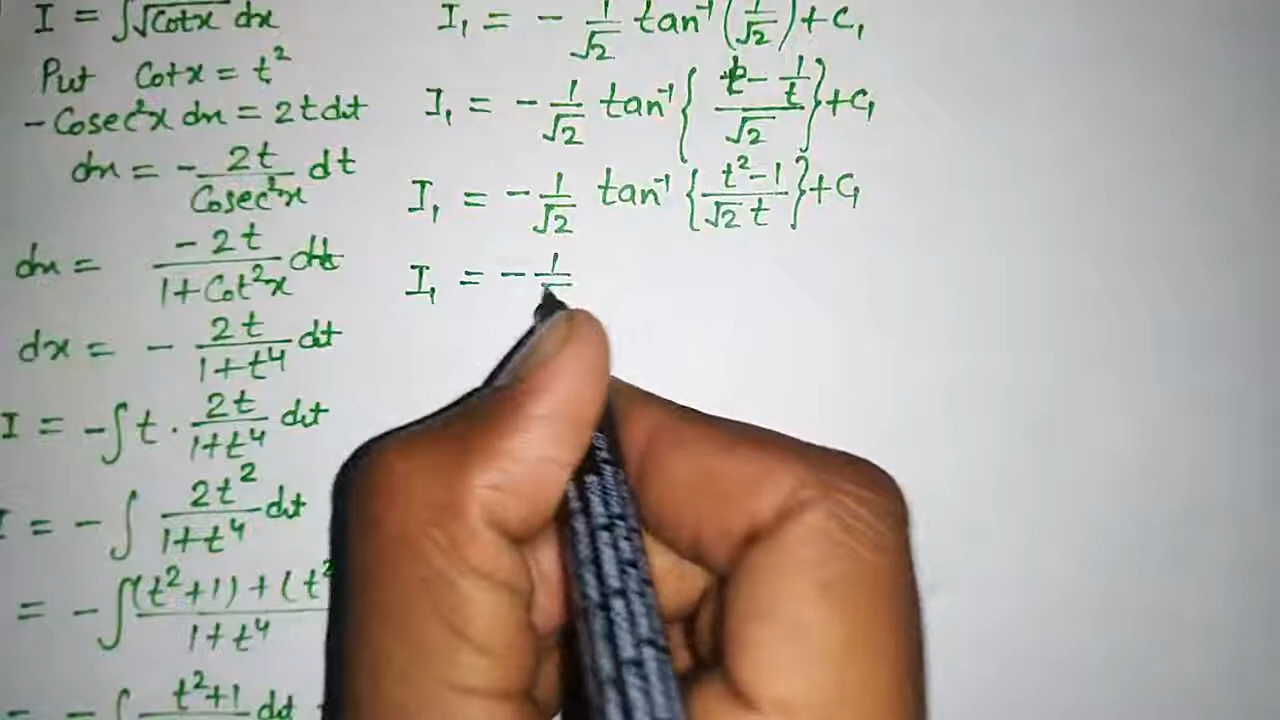 I = ∫√Cotx dx
Put Cotx = t²
-Cosec²x dx = 2t dt
dx = - 2t/Cosec²x dt
dx = -2t/1+Cot²x dt
dx = - 2t/1+t⁴ dt
I = -∫t . 2t/1+t⁴ dt
I = -∫ 2t²/1+t⁴ dt
= -∫(t²+1)+(t²/1+t⁴
= -∫ t²+1 dt
I₁ = - 1/√2 tan⁻¹(1/√2)+C₁
I₁ = - 1/√2 tan⁻¹{t - 1/t/√2}+C₁
I₁ = - 1/√2 tan⁻¹{t²-1/√2 t}+C₁
I₁ = - 1/